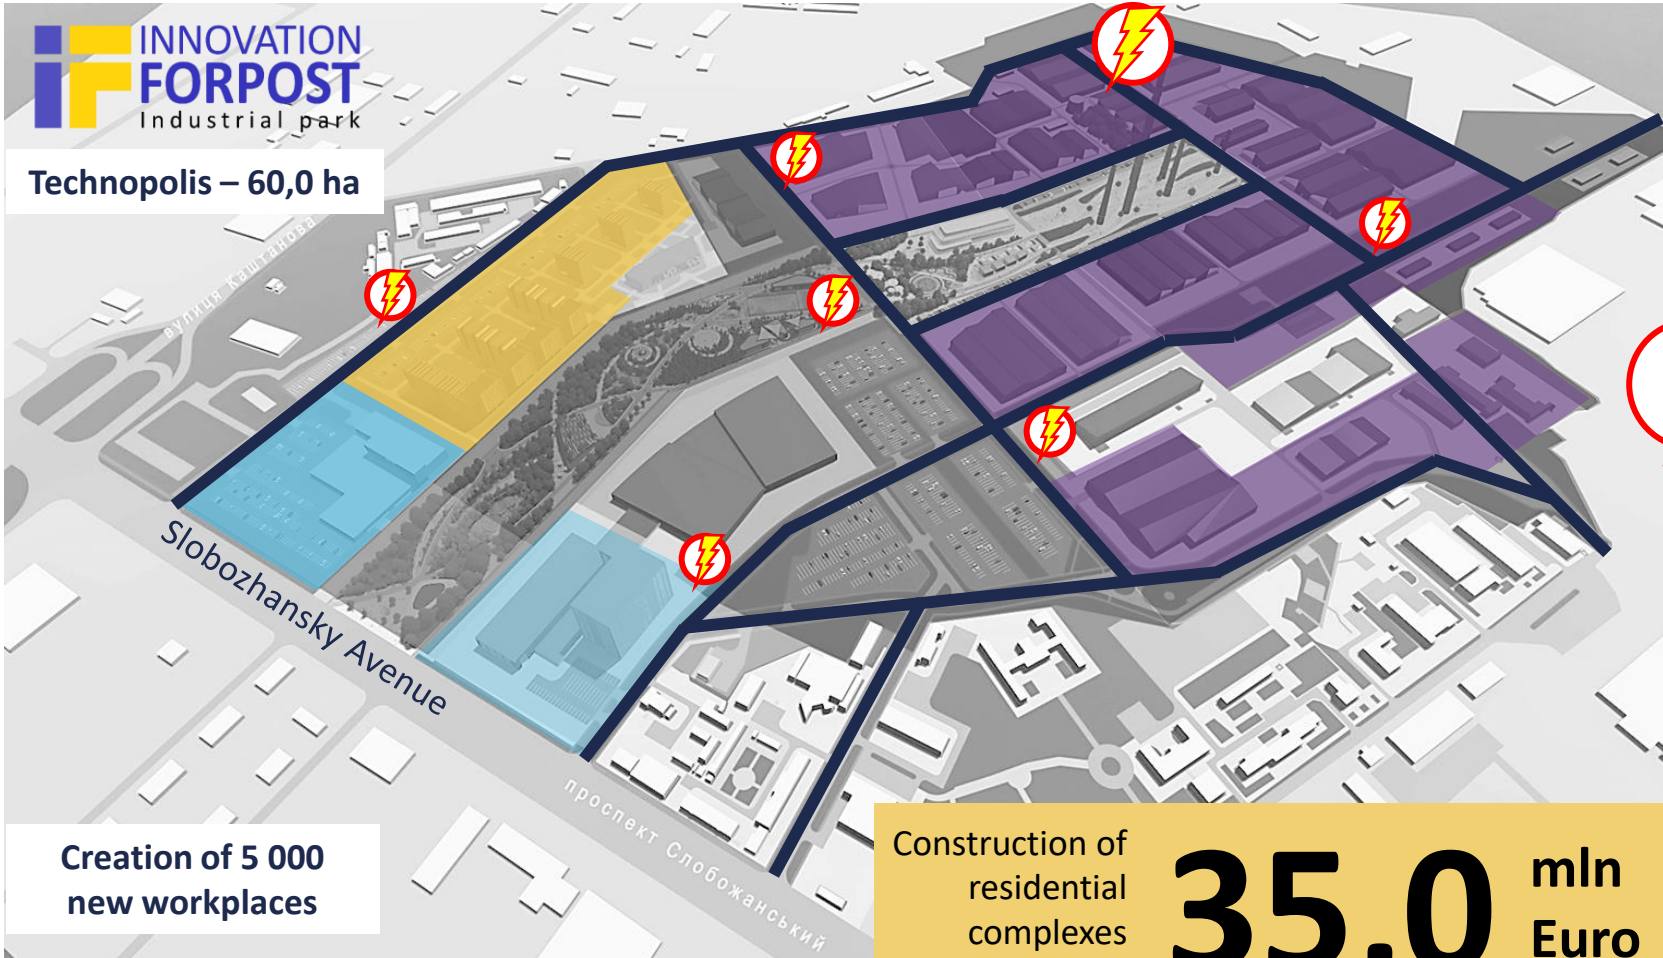 INNOVATION
FORPOST
Industrial park
Technopolis – 60,0 ha
вулиця Каштанова
Slobozhansky Avenue
проспект Слобожанський
Creation of 5 000
new workplaces
Construction of
residential
complexes
35,0
mln
Euro